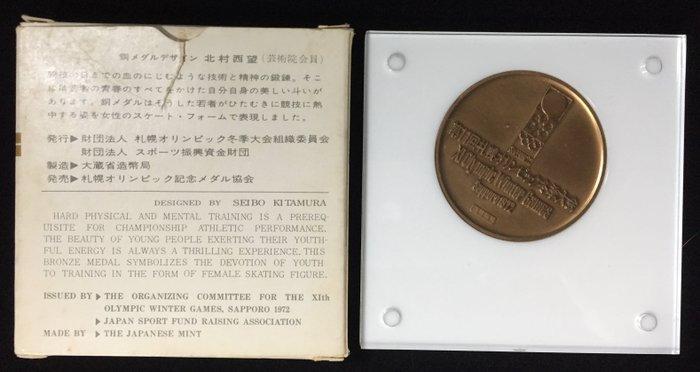 銅メダルデザイン 北村西望(芸術院会員)
競技の日までの血のにじむような技術と精神の鍛錬。そこ
には若者の青春のすべてをかけた自分自身の美しい斗いが
あります。銅メダルはそうした若者がひたむきに競技に熱
中する姿を女性のスケート・フォームで表現しました。
発行▶財団法人 札幌オリンピック冬季大会組織委員会
財団法人 スポーツ振興資金財団
製造▶大蔵省造幣局
発売▶札幌オリンピック記念メダル協会
DESIGNED BY SEIBO KITAMURA
HARD PHYSICAL AND MENTAL TRAINING IS A PREREQ-
UISITE FOR CHAMPIONSHIP ATHLETIC PERFORMANCE.
THE BEAUTY OF YOUNG PEOPLE EXERTING THEIR YOUTH-
FUL ENERGY IS ALWAYS A THRILLING EXPERIENCE. THIS
BRONZE MEDAL SYMBOLIZES THE DEVOTION OF YOUTH
TO TRAINING IN THE FORM OF FEMALE SKATING FIGURE.
ISSUED BY ▶ THE ORGANIZING COMMITTEE FOR THE XIth
OLYMPIC WINTER GAMES, SAPPORO 1972
▶ JAPAN SPORT FUND RAISING ASSOCIATION
MADE BY ▶ THE JAPANESE MINT
XI Olympic Winter Games
Sapporo 1972